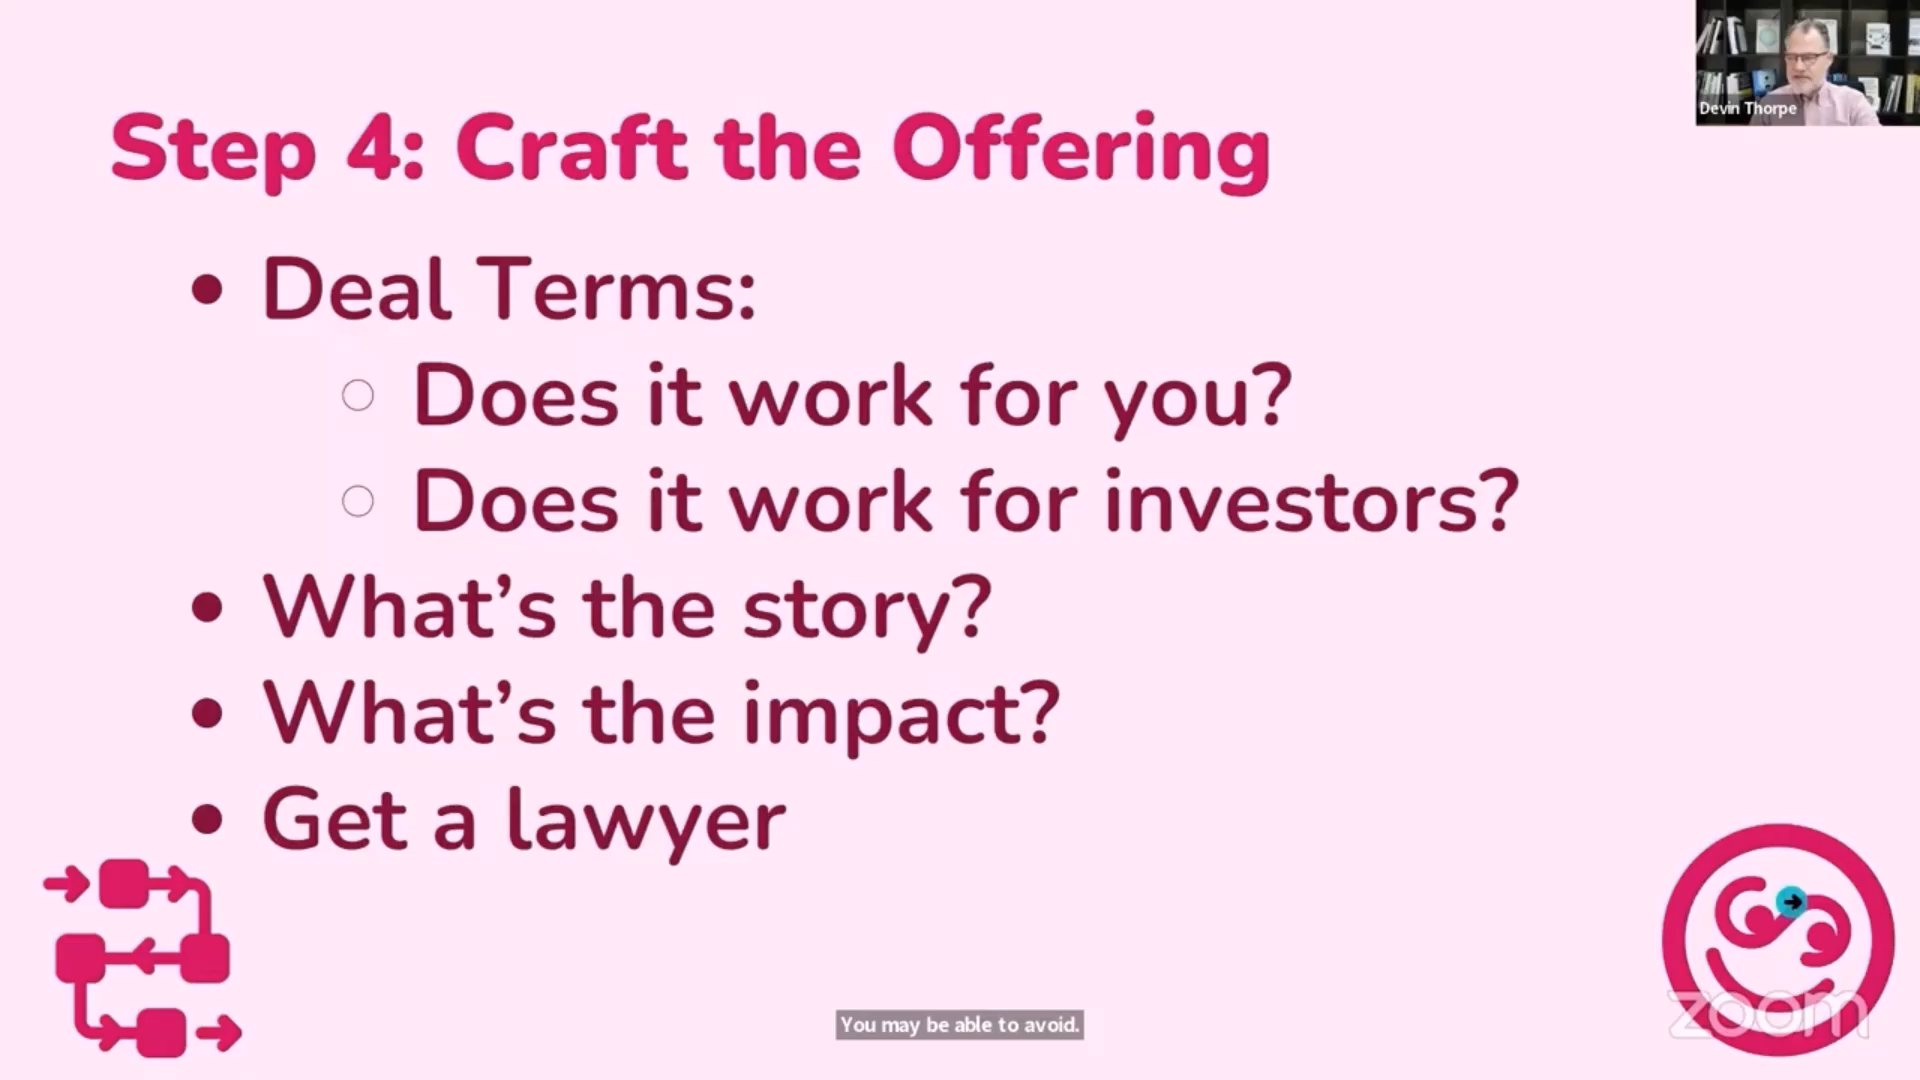 Devin Thorpe
Step 4: Craft the Offering
Deal Terms:
Does it work for you?
Does it work for investors?
What’s the story?
What’s the impact?
Get a lawyer
You may be able to avoid.
zoom